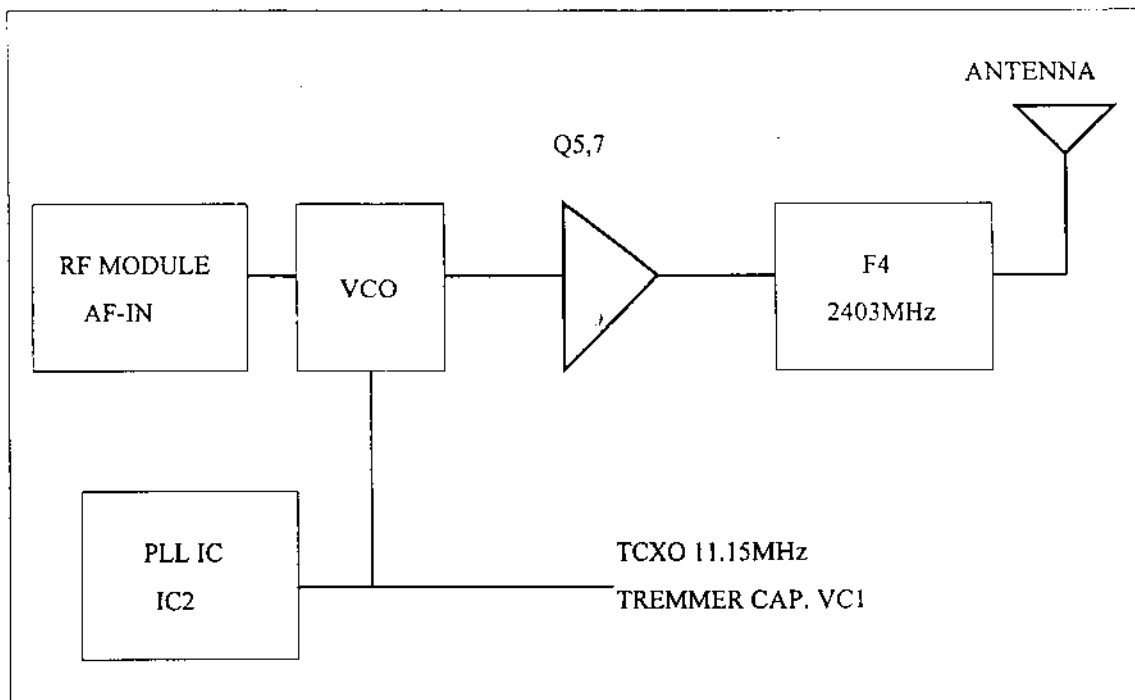 ANTENNA
Q5,7
RF MODULE
AF-IN
VCO
F4
2403MHz
PLL IC
IC2
TCXO 11.15MHz
TREMMER CAP. VC1